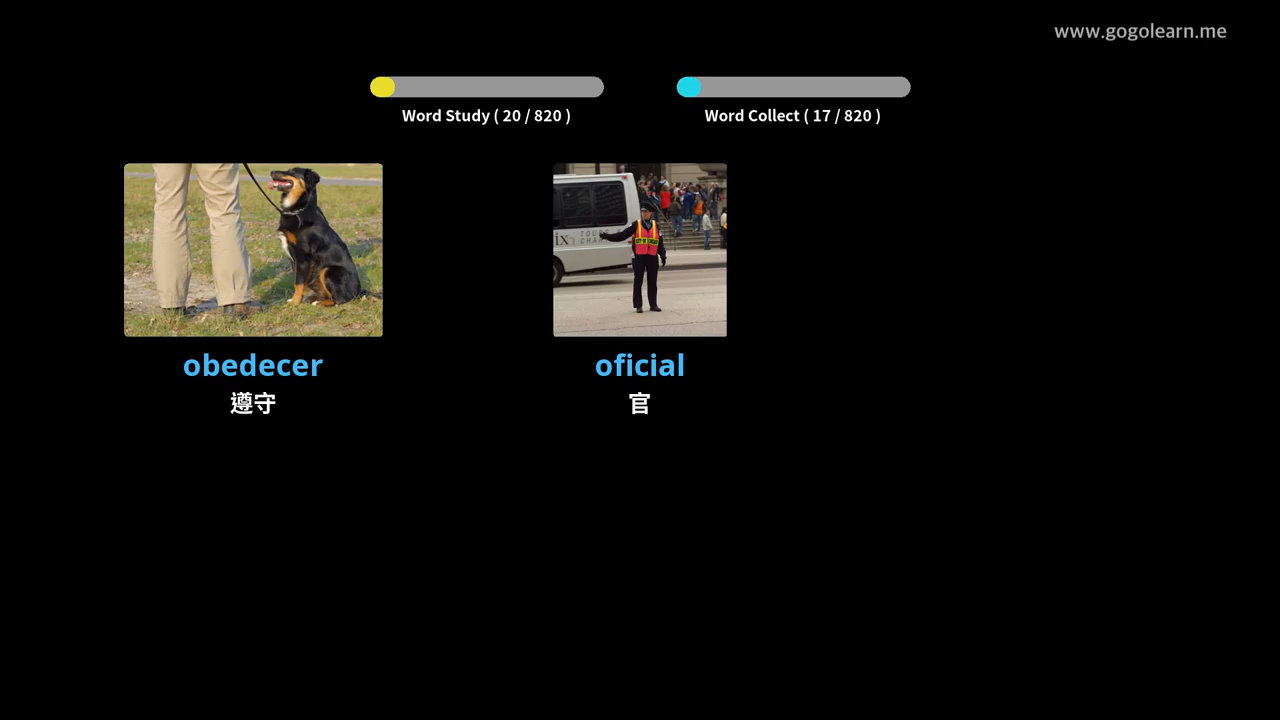 www.gogolearn.me
Word Study ( 20 / 820 )
Word Collect ( 17 / 820 )
obedecer
遵守
oficial
官